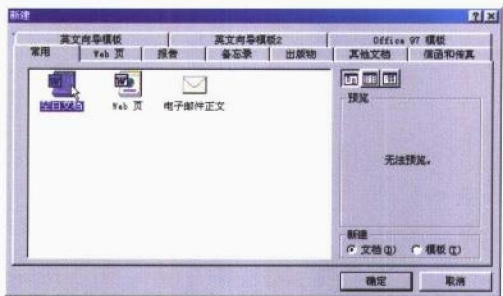 新建
英文向导模板 英文向导模板2 Office 97 模板
常用 Web 页 报告 备忘录 出版物 其他文档 信函和传真
空白文档 Web 页 电子邮件正文
预览
无法预览。
新建
文档(D) 模板(T)
确定 取消